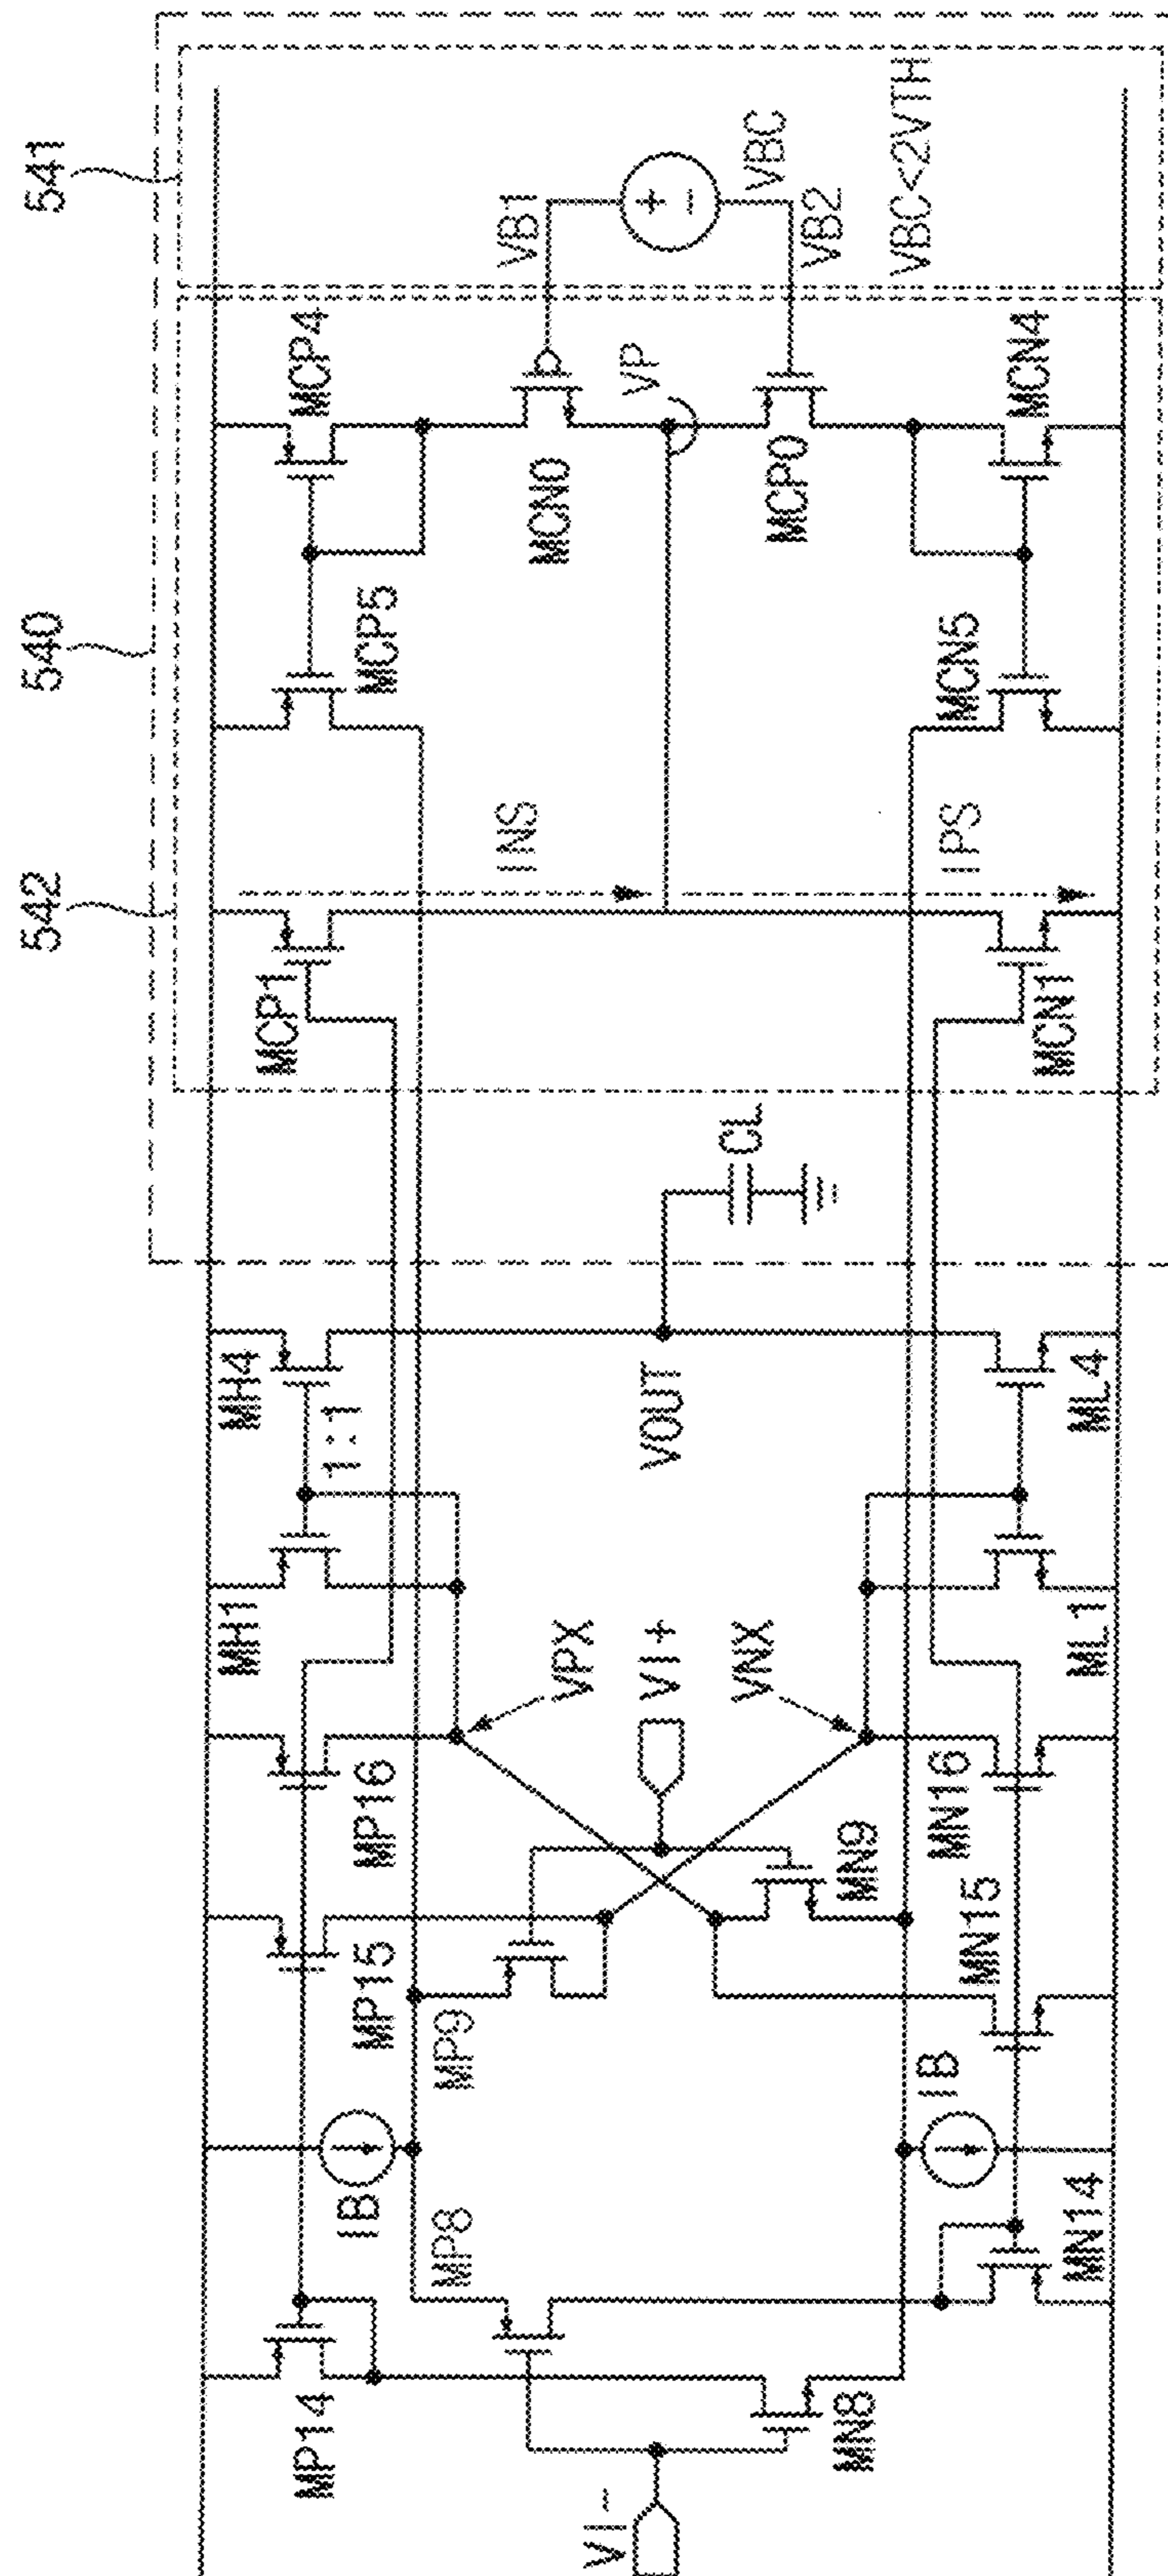 541
540
542
VB1
VBC
VB2
VBC<2VTH
MCP4
MCN0
VP
MCP0
MCN4
MCP5
MCN5
INS
IPS
MCP1
MCN1
CL
MH4
1:1
VOUT
ML4
MH1
VPX
VI+
VNX
ML1
MP16
MN16
MN9
MP15
MN15
MP9
IB
IB
MP8
MN14
MP14
MN8
VI-